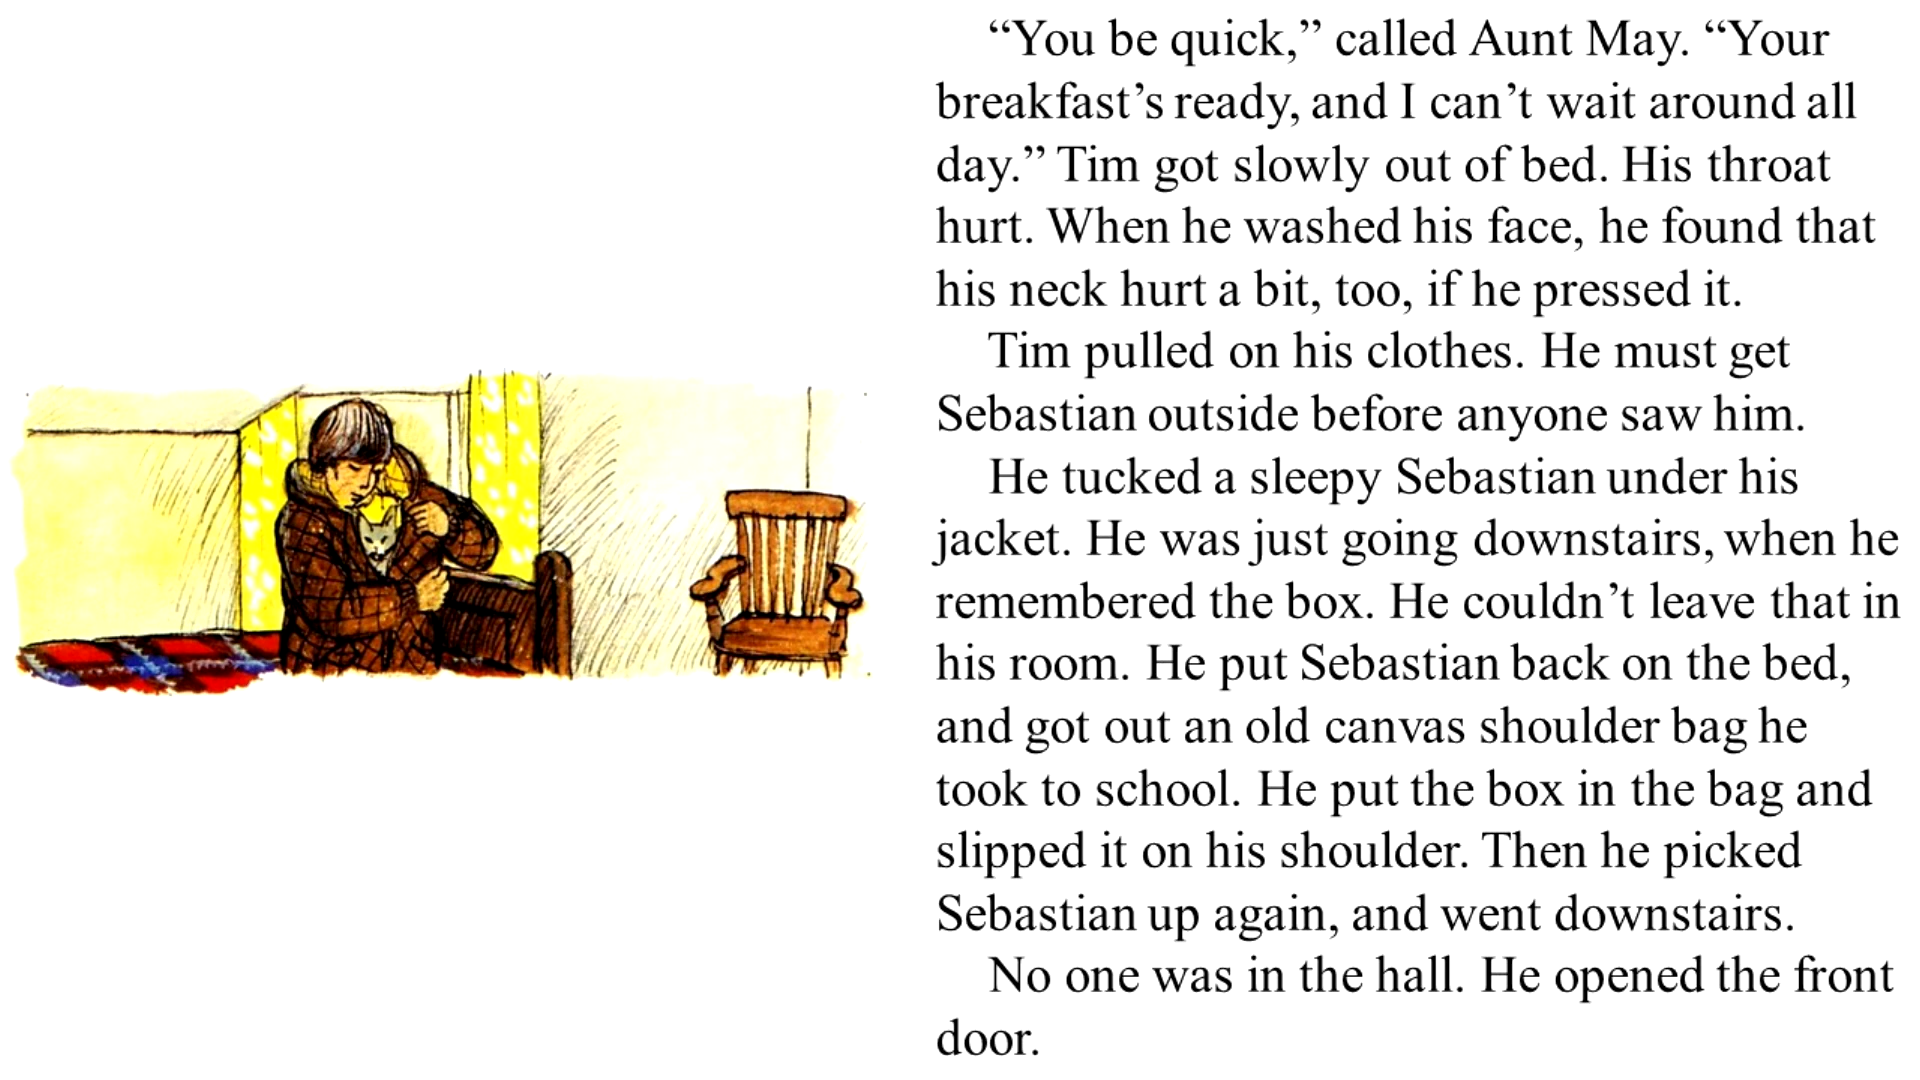 “You be quick,” called Aunt May. “Your
breakfast’s ready, and I can’t wait around all
day.” Tim got slowly out of bed. His throat
hurt. When he washed his face, he found that
his neck hurt a bit, too, if he pressed it.
Tim pulled on his clothes. He must get
Sebastian outside before anyone saw him.
He tucked a sleepy Sebastian under his
jacket. He was just going downstairs, when he
remembered the box. He couldn’t leave that in
his room. He put Sebastian back on the bed,
and got out an old canvas shoulder bag he
took to school. He put the box in the bag and
slipped it on his shoulder. Then he picked
Sebastian up again, and went downstairs.
No one was in the hall. He opened the front
door.